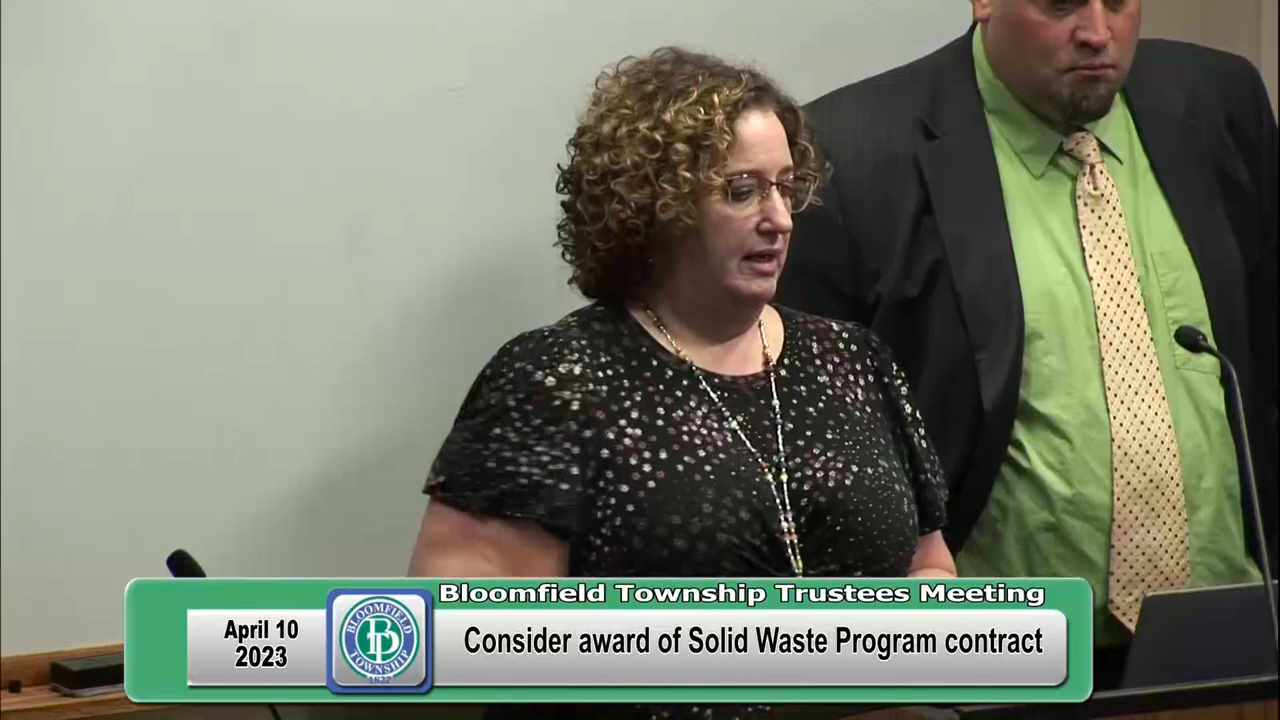 Bloomfield Township Trustees Meeting
April 10
2023
BLOOMFIELD
BT
TOWNSHIP
Consider award of Solid Waste Program contract